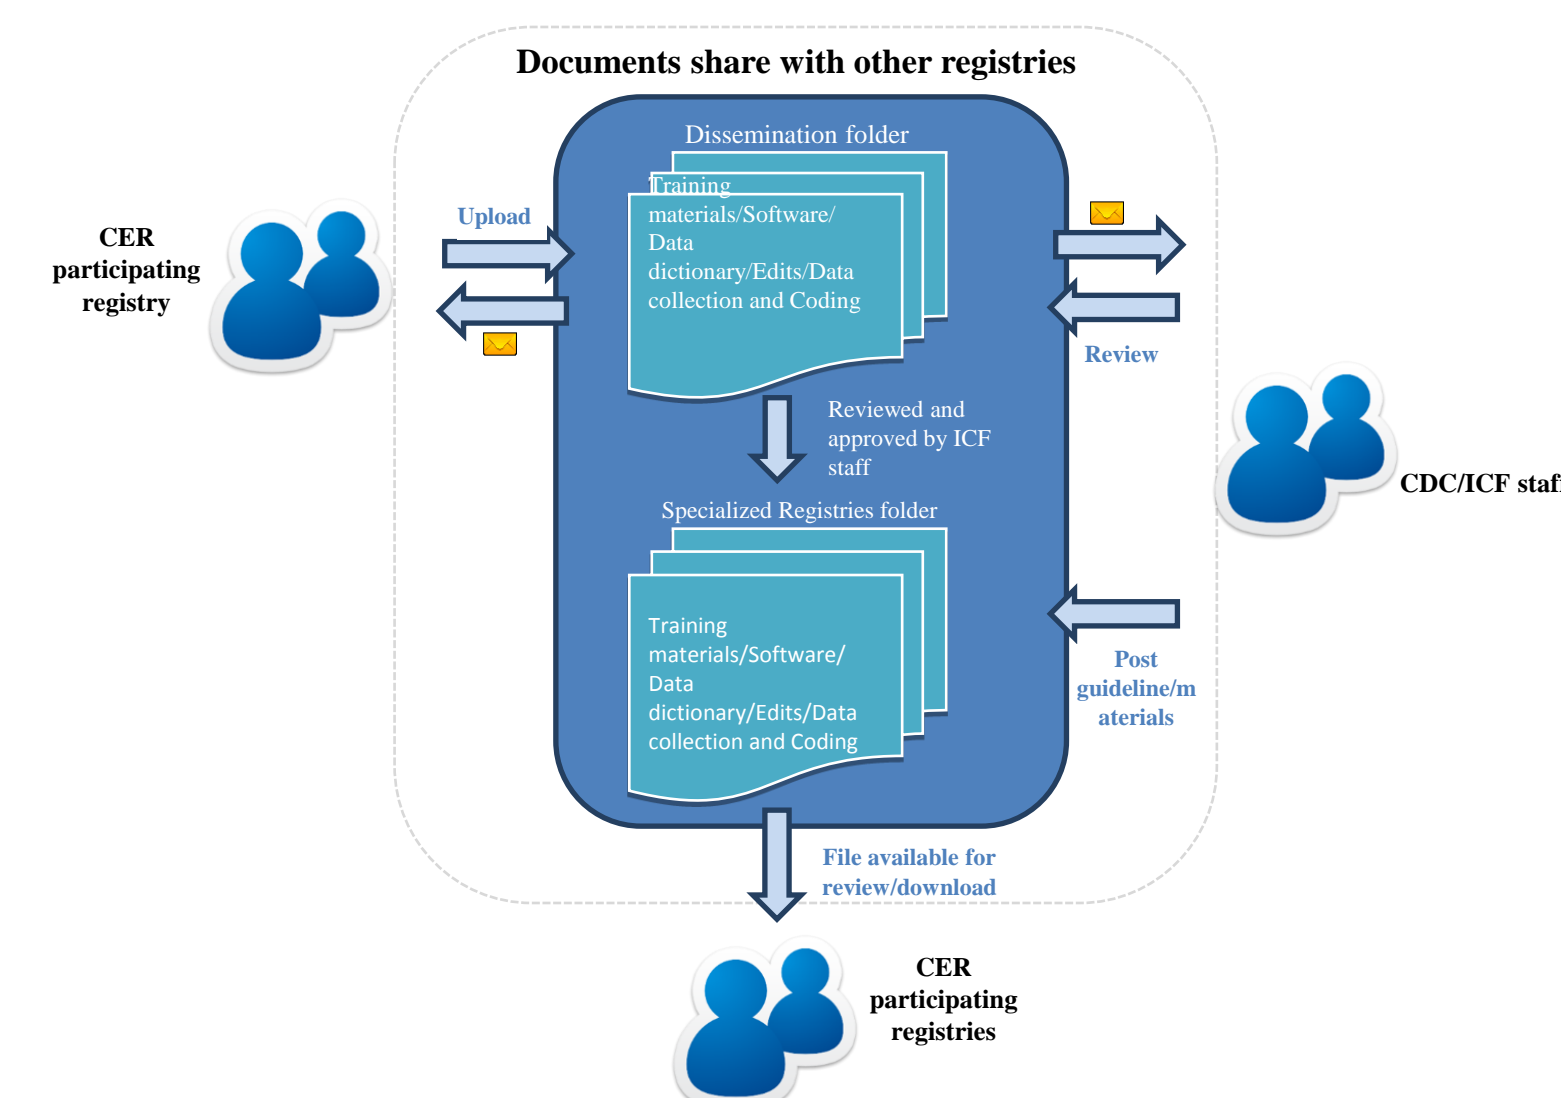 Documents share with other registries
Dissemination folder
Training
materials/Software/
Data
dictionary/Edits/Data
collection and Coding
Upload
CER
participating
registry
Review
Reviewed and
approved by ICF
staff
CDC/ICF staf
Specialized Registries folder
Training
materials/Software/
Data
dictionary/Edits/Data
collection and Coding
Post
guideline/m
aterials
File available for
review/download
CER
participating
registries